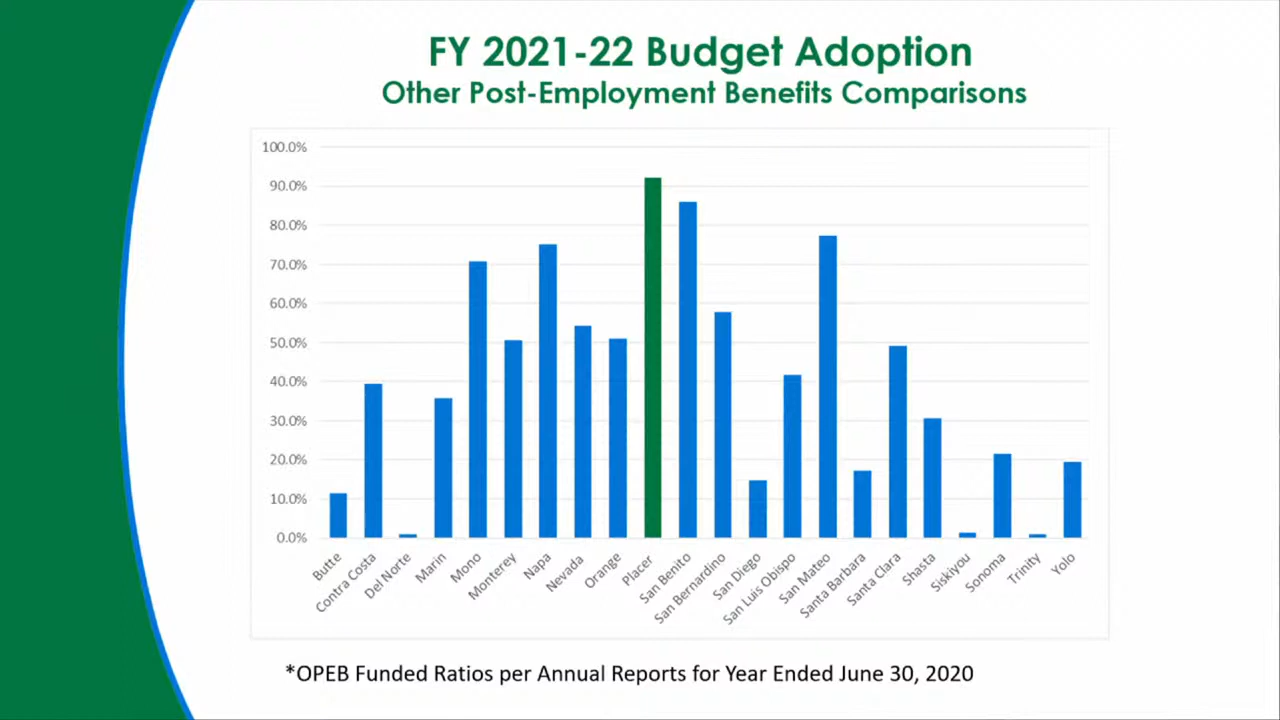 FY 2021-22 Budget Adoption
Other Post-Employment Benefits Comparisons
100.0%
90.0%
80.0%
70.0%
60.0%
50.0%
40.0%
30.0%
20.0%
10.0%
0.0%
Butte
Contra Costa
Del Norte
Marin
Mono
Monterey
Napa
Nevada
Orange
Placer
San Benito
San Bernardino
San Diego
San Luis Obispo
San Mateo
Santa Barbara
Santa Clara
Shasta
Siskiyou
Sonoma
Trinity
Yolo
*OPEB Funded Ratios per Annual Reports for Year Ended June 30, 2020